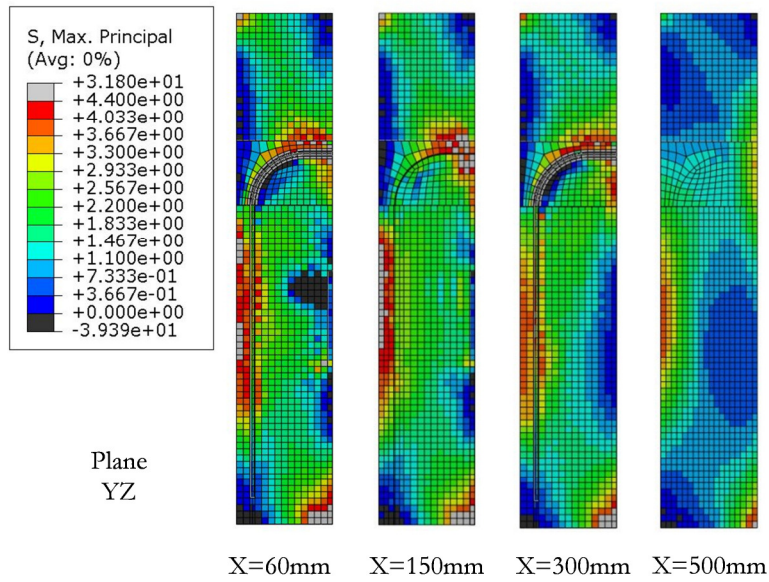 S, Max. Principal
(Avg: 0%)
+3.180e+01
+4.400e+00
+4.033e+00
+3.667e+00
+3.300e+00
+2.933e+00
+2.567e+00
+2.200e+00
+1.833e+00
+1.467e+00
+1.100e+00
+7.333e-01
+3.667e-01
+0.000e+00
-3.939e+01
Plane
YZ
X=60mm X=150mm X=300mm X=500mm